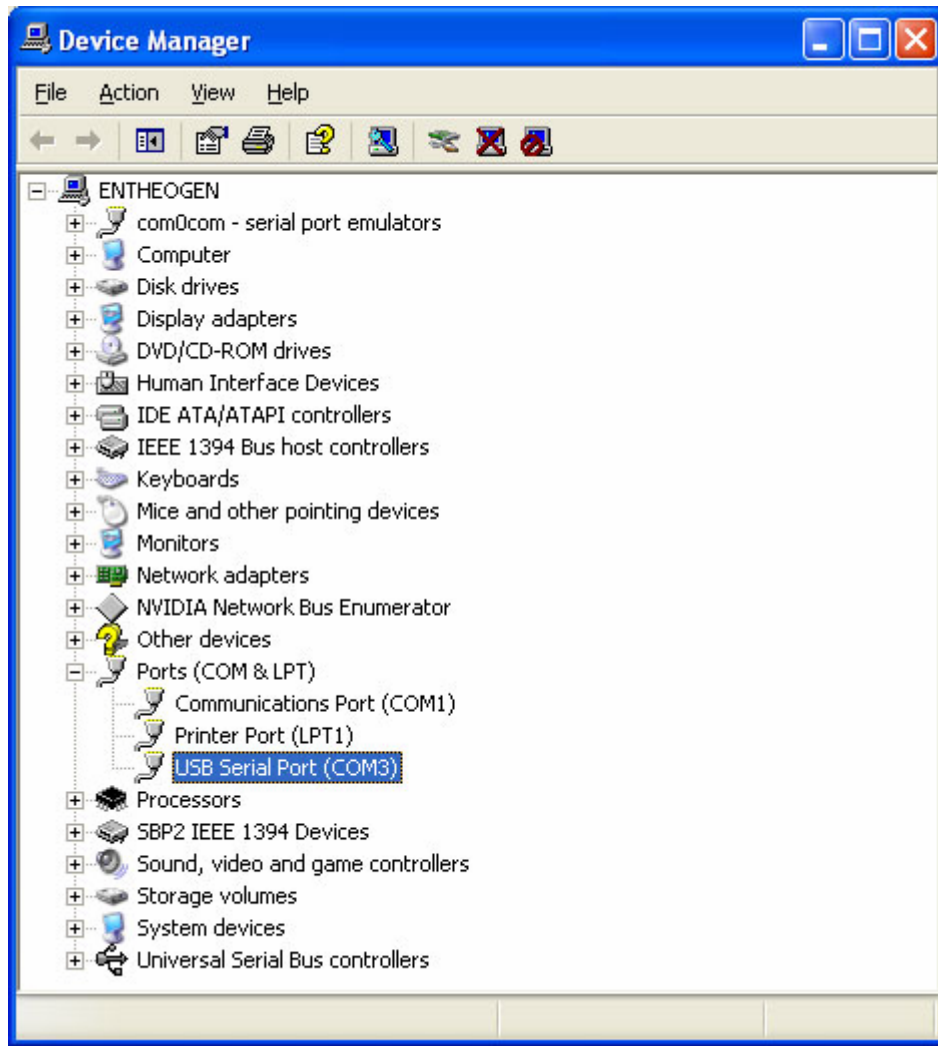 Device Manager
File Action View Help
ENTHEOGEN
com0com - serial port emulators
Computer
Disk drives
Display adapters
DVD/CD-ROM drives
Human Interface Devices
IDE ATA/ATAPI controllers
IEEE 1394 Bus host controllers
Keyboards
Mice and other pointing devices
Monitors
Network adapters
NVIDIA Network Bus Enumerator
Other devices
Ports (COM & LPT)
Communications Port (COM1)
Printer Port (LPT1)
USB Serial Port (COM3)
Processors
SBP2 IEEE 1394 Devices
Sound, video and game controllers
Storage volumes
System devices
Universal Serial Bus controllers